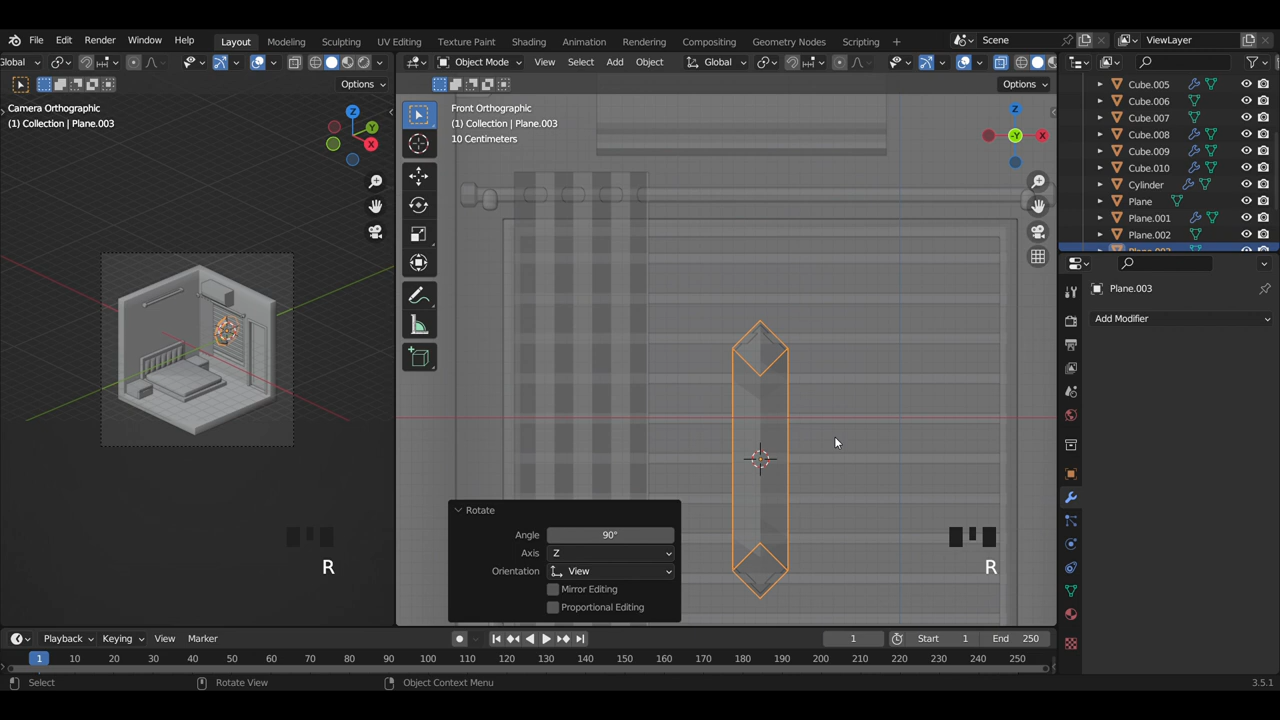 File Edit Render Window Help
Layout Modeling Sculpting UV Editing Texture Paint Shading Animation Rendering Compositing Geometry Nodes Scripting +
Scene
ViewLayer
Global
Object Mode View Select Add Object Global
Options
Options
Camera Orthographic
(1) Collection | Plane.003
Z
Y
X
Front Orthographic
(1) Collection | Plane.003
10 Centimeters
Z
-Y
X
Cube.005
Cube.006
Cube.007
Cube.008
Cube.009
Cube.010
Cylinder
Plane
Plane.001
Plane.002
Plane.003
Add Modifier
Rotate
Angle 90°
Axis Z
Orientation View
Mirror Editing
Proportional Editing
R
R
Playback Keying View Marker
1
Start 1
End 250
1 10 20 30 40 50 60 70 80 90 100 110 120 130 140 150 160 170 180 190 200 210 220 230 240 250
Select Rotate View Object Context Menu 3.5.1